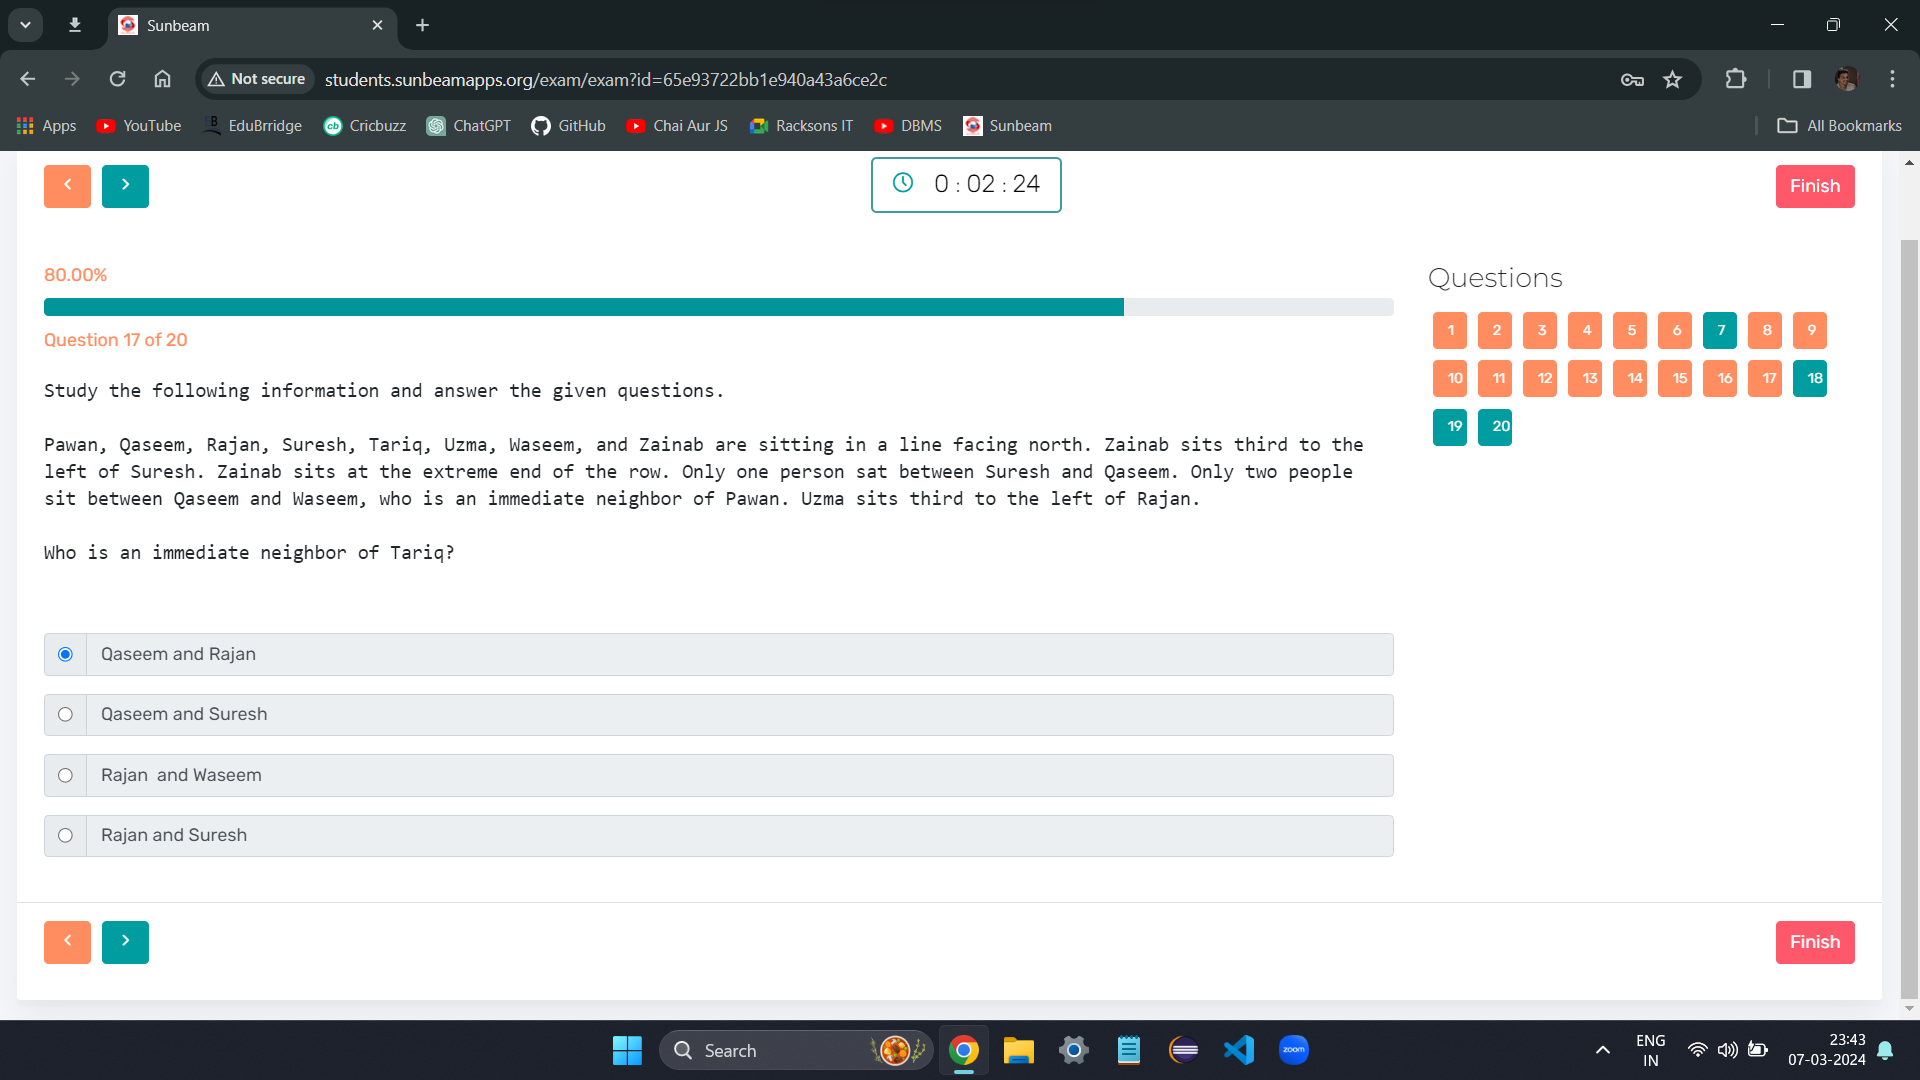 Sunbeam
Not secure
students.sunbeamapps.org/exam/exam?id=65e93722bb1e940a43a6ce2c
Apps
YouTube
EduBrridge
Cricbuzz
ChatGPT
GitHub
Chai Aur JS
Racksons IT
DBMS
Sunbeam
All Bookmarks
0 : 02 : 24
Finish
80.00%
Question 17 of 20
Questions
1 2 3 4 5 6 7 8 9
10 11 12 13 14 15 16 17 18
19 20
Study the following information and answer the given questions.
Pawan, Qaseem, Rajan, Suresh, Tariq, Uzma, Waseem, and Zainab are sitting in a line facing north. Zainab sits third to the
left of Suresh. Zainab sits at the extreme end of the row. Only one person sat between Suresh and Qaseem. Only two people
sit between Qaseem and Waseem, who is an immediate neighbor of Pawan. Uzma sits third to the left of Rajan.
Who is an immediate neighbor of Tariq?
Qaseem and Rajan
Qaseem and Suresh
Rajan  and Waseem
Rajan and Suresh
Finish
Search
zoom
ENG
IN
23:43
07-03-2024